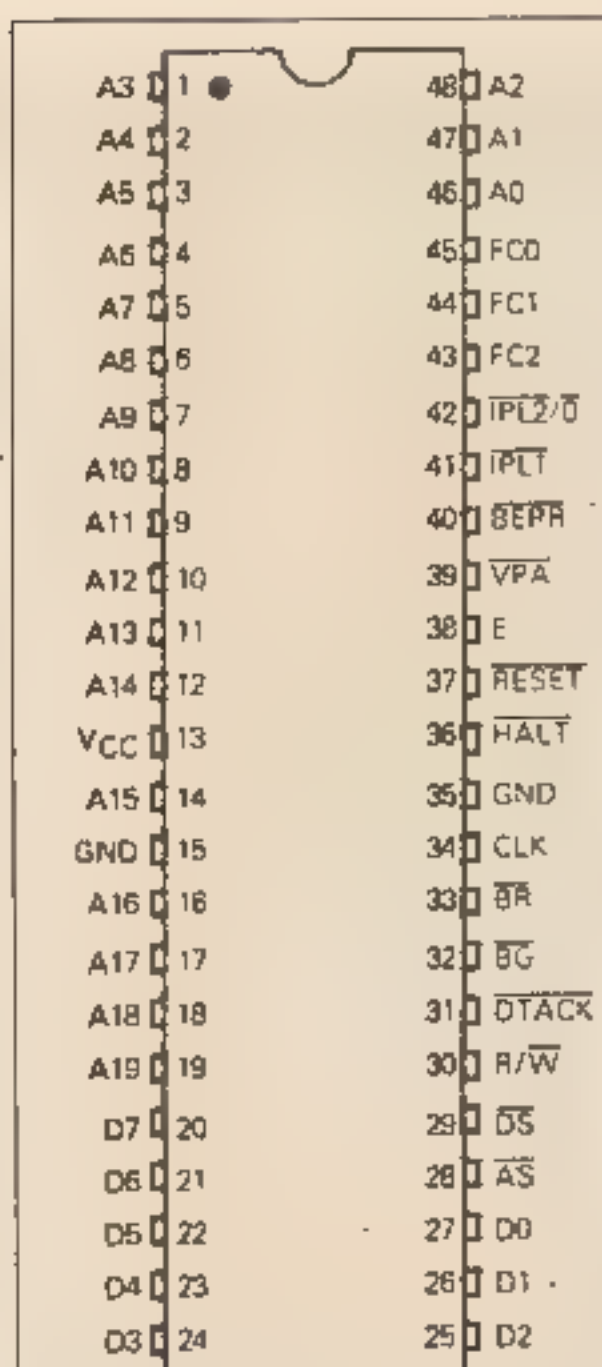 A3 1 48 A2
A4 2 47 A1
A5 3 46 A0
A6 4 45 FC0
A7 5 44 FC1
A8 6 43 FC2
A9 7 42 IPL2/0
A10 8 41 IPL1
A11 9 40 BERR
A12 10 39 VPA
A13 11 38 E
A14 12 37 RESET
VCC 13 36 HALT
A15 14 35 GND
GND 15 34 CLK
A16 16 33 BR
A17 17 32 BG
A18 18 31 DTACK
A19 19 30 R/W
D7 20 29 DS
D6 21 28 AS
D5 22 27 D0
D4 23 26 D1
D3 24 25 D2